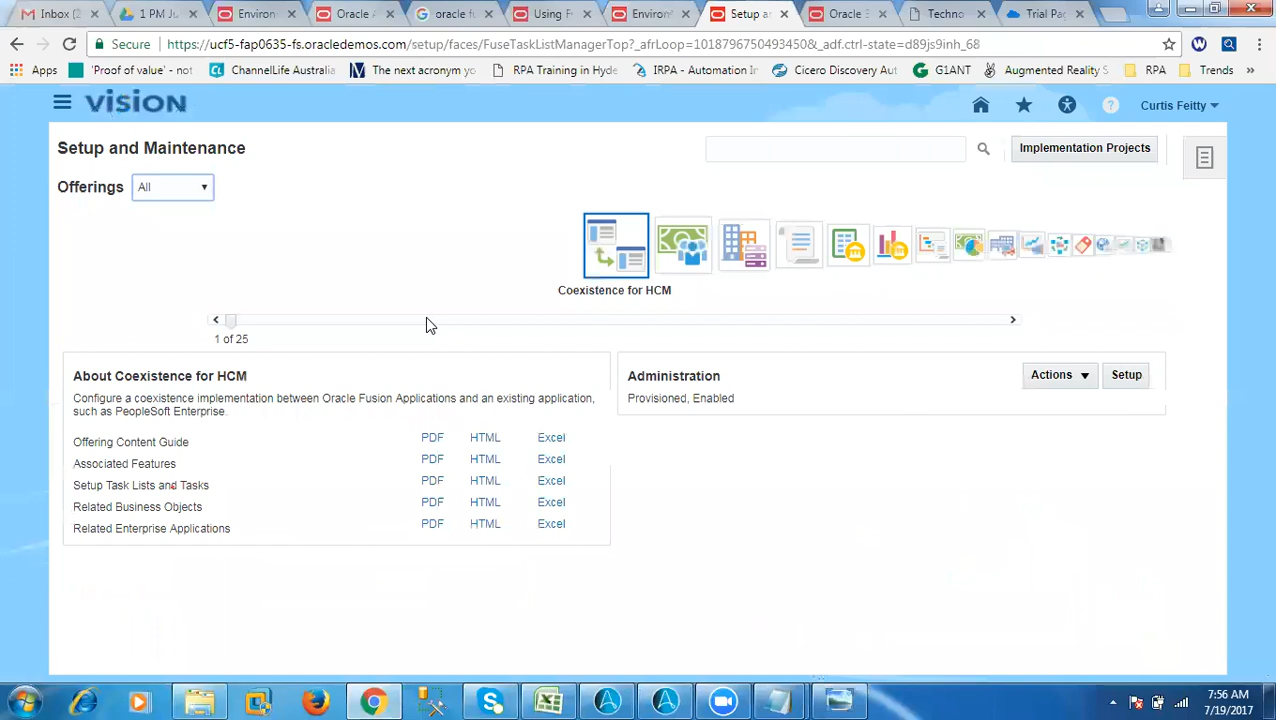 Inbox (2
1 PM Ju
Environ
Oracle A
oracle fu
Using F
Environ
Setup a
Oracle E
Techno
Trial Pa
Secure
https://ucf5-fap0635-fs.oracledemos.com/setup/faces/FuseTaskListManagerTop?_afrLoop=1018796750493450&_adf.ctrl-state=d89js9inh_68
Apps
'Proof of value' - not
ChannelLife Australia
The next acronym yo
RPA Training in Hyde
IRPA - Automation In
Cicero Discovery Aut
G1ANT
Augmented Reality S
RPA
Trends
»
vision
Curtis Feitty
Setup and Maintenance
Implementation Projects
Offerings
All
Coexistence for HCM
1 of 25
About Coexistence for HCM
Configure a coexistence implementation between Oracle Fusion Applications and an existing application,
such as PeopleSoft Enterprise.
Offering Content Guide PDF HTML Excel
Associated Features PDF HTML Excel
Setup Task Lists and Tasks PDF HTML Excel
Related Business Objects PDF HTML Excel
Related Enterprise Applications PDF HTML Excel
Administration
Actions
Setup
Provisioned, Enabled
7:56 AM
7/19/2017